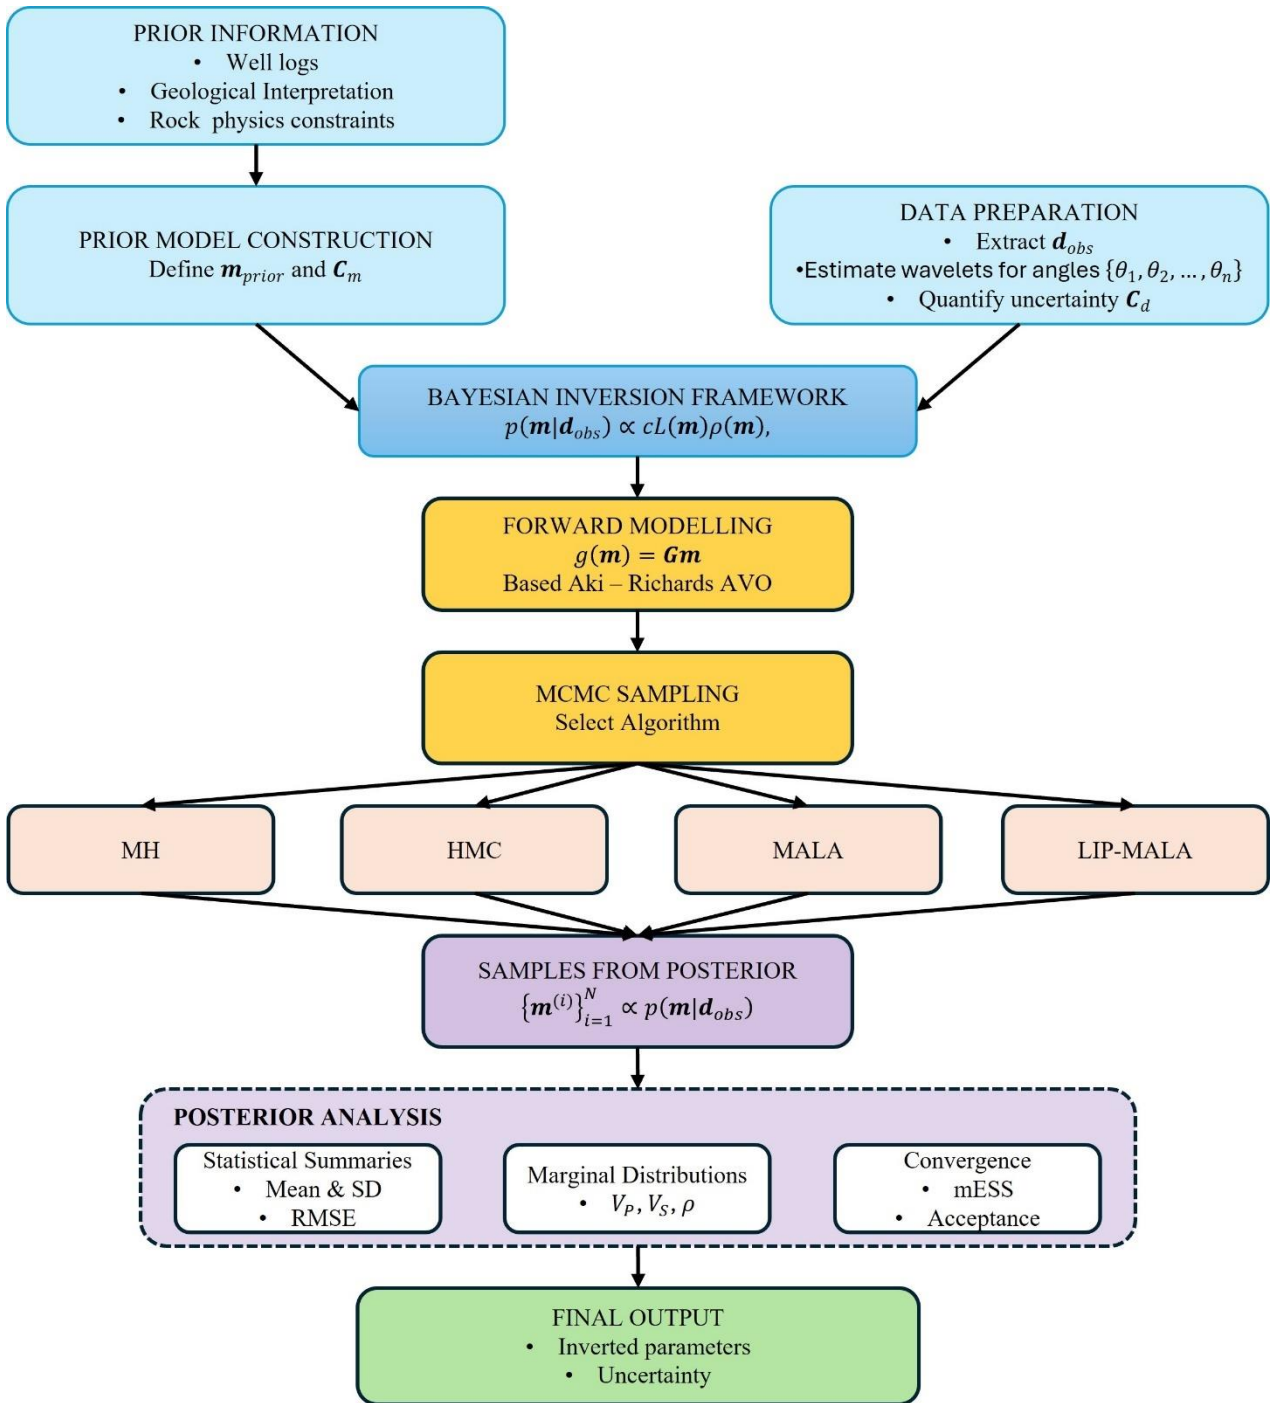 PRIOR INFORMATION
• Well logs
• Geological Interpretation
• Rock physics constraints
PRIOR MODEL CONSTRUCTION
Define m_prior and C_m
DATA PREPARATION
• Extract d_obs
•Estimate wavelets for angles {θ₁, θ₂, …, θₙ}
• Quantify uncertainty C_d
BAYESIAN INVERSION FRAMEWORK
p(m|d_obs) ∝ cL(m)ρ(m),
FORWARD MODELLING
g(m) = Gm
Based Aki – Richards AVO
MCMC SAMPLING
Select Algorithm
MH
HMC
MALA
LIP-MALA
SAMPLES FROM POSTERIOR
{m^(i)}_{i=1}^N ∝ p(m|d_obs)
POSTERIOR ANALYSIS
Statistical Summaries
• Mean & SD
• RMSE
Marginal Distributions
• V_P, V_S, ρ
Convergence
• mESS
• Acceptance
FINAL OUTPUT
• Inverted parameters
• Uncertainty